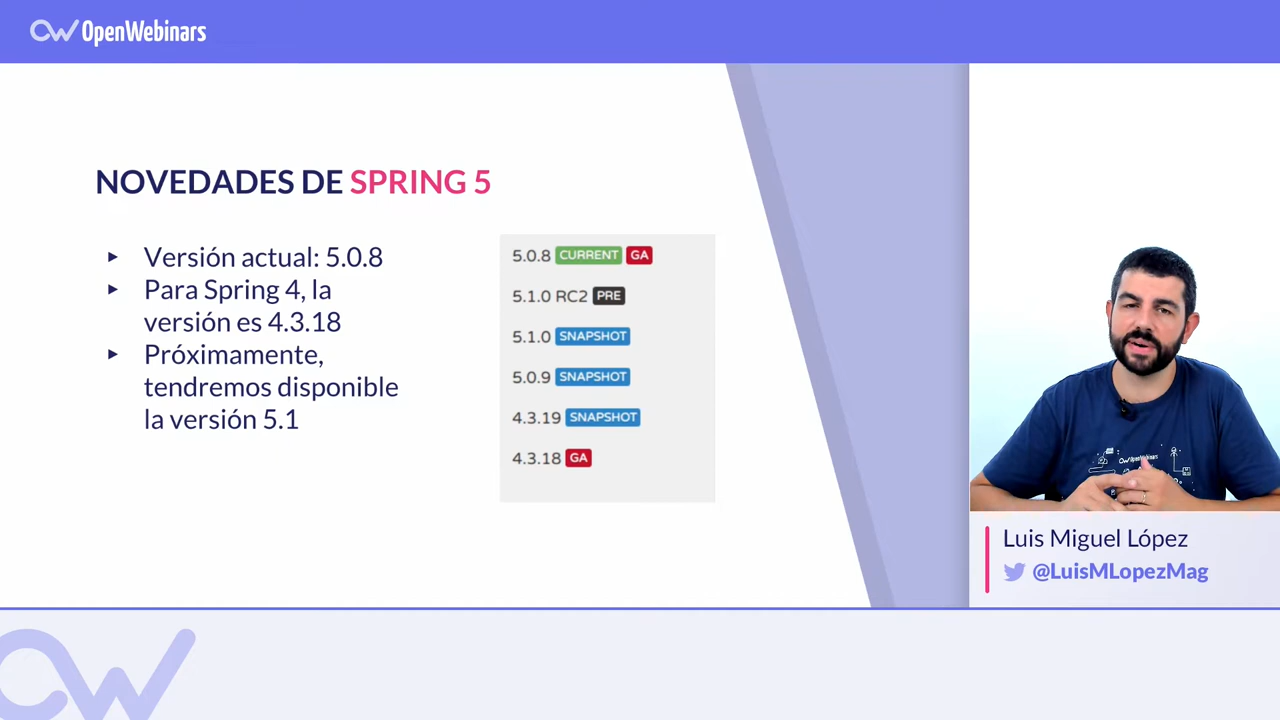 OpenWebinars
NOVEDADES DE SPRING 5
‣ Versión actual: 5.0.8
‣ Para Spring 4, la
versión es 4.3.18
‣ Próximamente,
tendremos disponible
la versión 5.1
5.0.8 CURRENT GA
5.1.0 RC2 PRE
5.1.0 SNAPSHOT
5.0.9 SNAPSHOT
4.3.19 SNAPSHOT
4.3.18 GA
OpenWebinars
Luis Miguel López
@LuisMLopezMag